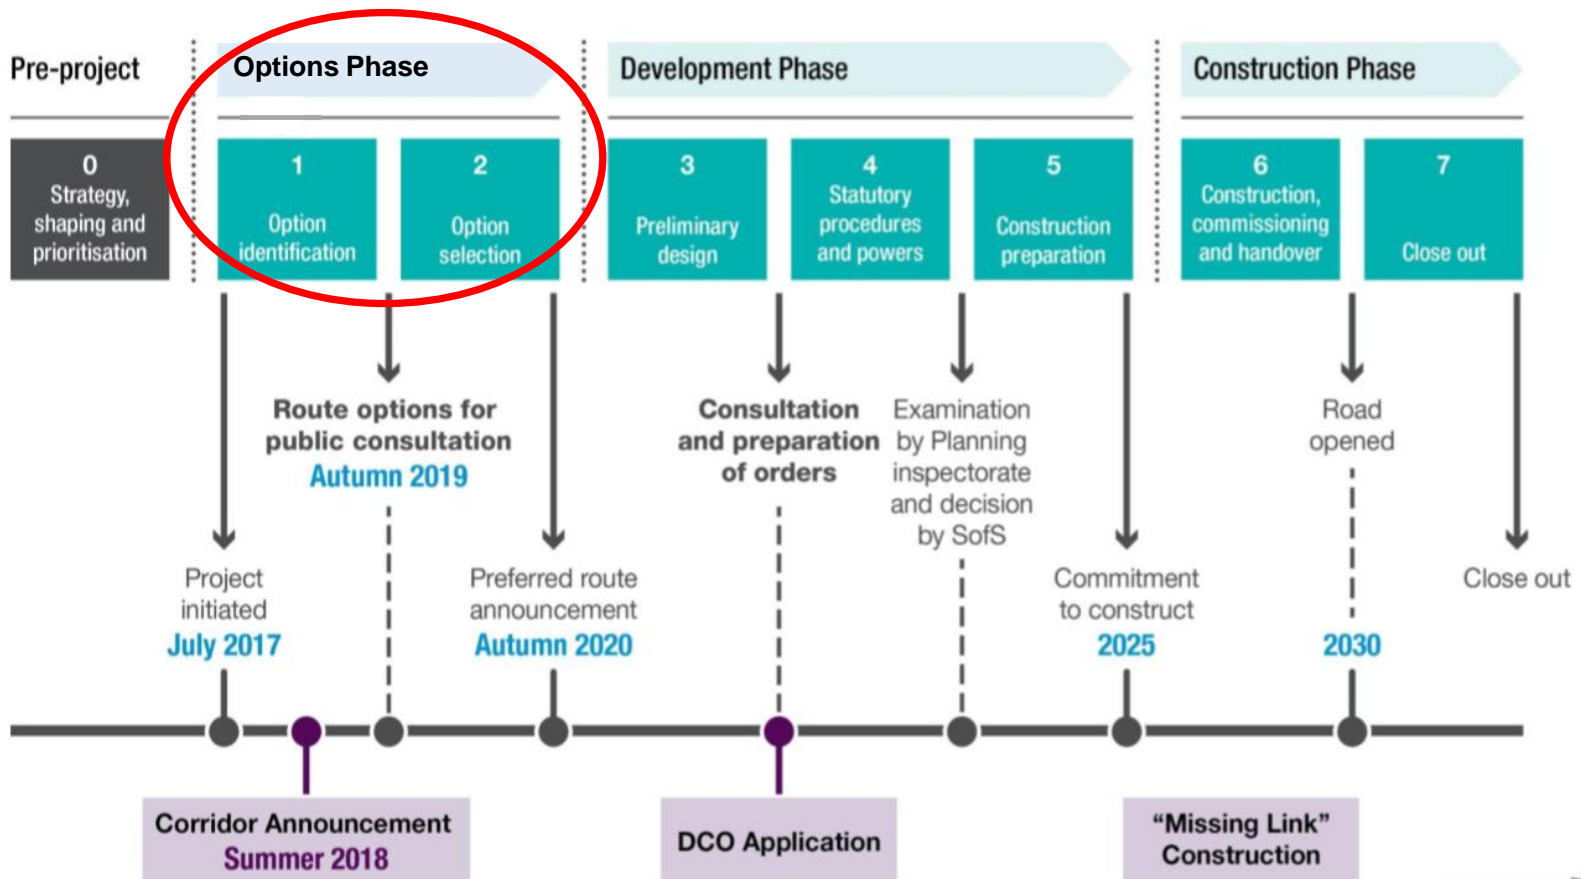 Pre-project
Options Phase
Development Phase
Construction Phase
0
Strategy,
shaping and
prioritisation
1
Option
identification
2
Option
selection
3
Preliminary
design
4
Statutory
procedures
and powers
5
Construction
preparation
6
Construction,
commissioning
and handover
7
Close out
Route options for
public consultation
Autumn 2019
Consultation
and preparation
of orders
Examination
by Planning
inspectorate
and decision
by SofS
Road
opened
Project
initiated
July 2017
Preferred route
announcement
Autumn 2020
Commitment
to construct
2025
2030
Close out
Corridor Announcement
Summer 2018
DCO Application
“Missing Link”
Construction